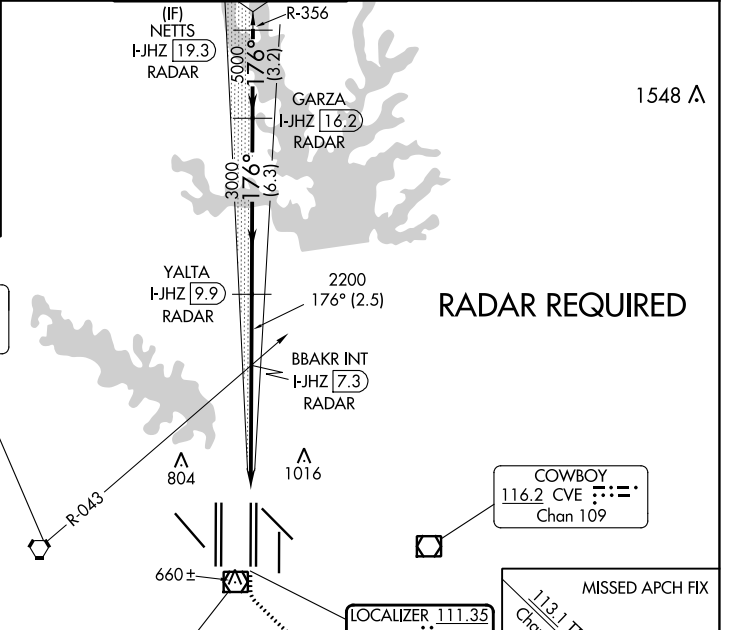 (IF)
NETTS
I-JHZ 19.3
RADAR
R-356
5000
176°
(3.2)
GARZA
I-JHZ 16.2
RADAR
1548
3000
176°
(6.3)
YALTA
I-JHZ 9.9
RADAR
2200
176° (2.5)
RADAR REQUIRED
BBAKR INT
I-JHZ 7.3
RADAR
804
1016
R-043
COWBOY
116.2 CVE
Chan 109
660±
LOCALIZER 111.35
MISSED APCH FIX
113.1